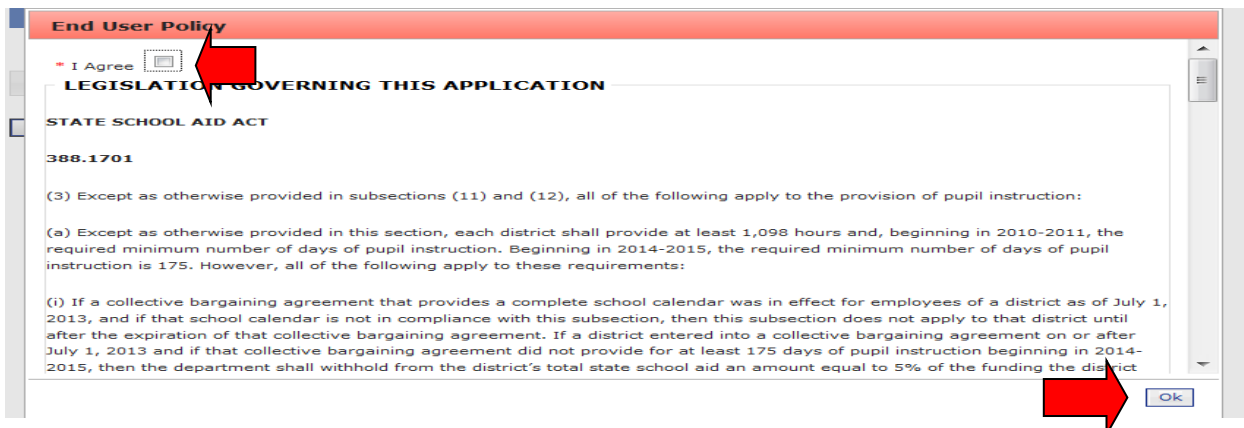 End User Policy
* I Agree
LEGISLATION GOVERNING THIS APPLICATION
STATE SCHOOL AID ACT
388.1701
(3) Except as otherwise provided in subsections (11) and (12), all of the following apply to the provision of pupil instruction:
(a) Except as otherwise provided in this section, each district shall provide at least 1,098 hours and, beginning in 2010-2011, the
required minimum number of days of pupil instruction. Beginning in 2014-2015, the required minimum number of days of pupil
instruction is 175. However, all of the following apply to these requirements:
(i) If a collective bargaining agreement that provides a complete school calendar was in effect for employees of a district as of July 1,
2013, and if that school calendar is not in compliance with this subsection, then this subsection does not apply to that district until
after the expiration of that collective bargaining agreement. If a district entered into a collective bargaining agreement on or after
July 1, 2013 and if that collective bargaining agreement did not provide for at least 175 days of pupil instruction beginning in 2014-
2015, then the department shall withhold from the district's total state school aid an amount equal to 5% of the funding the district
Ok